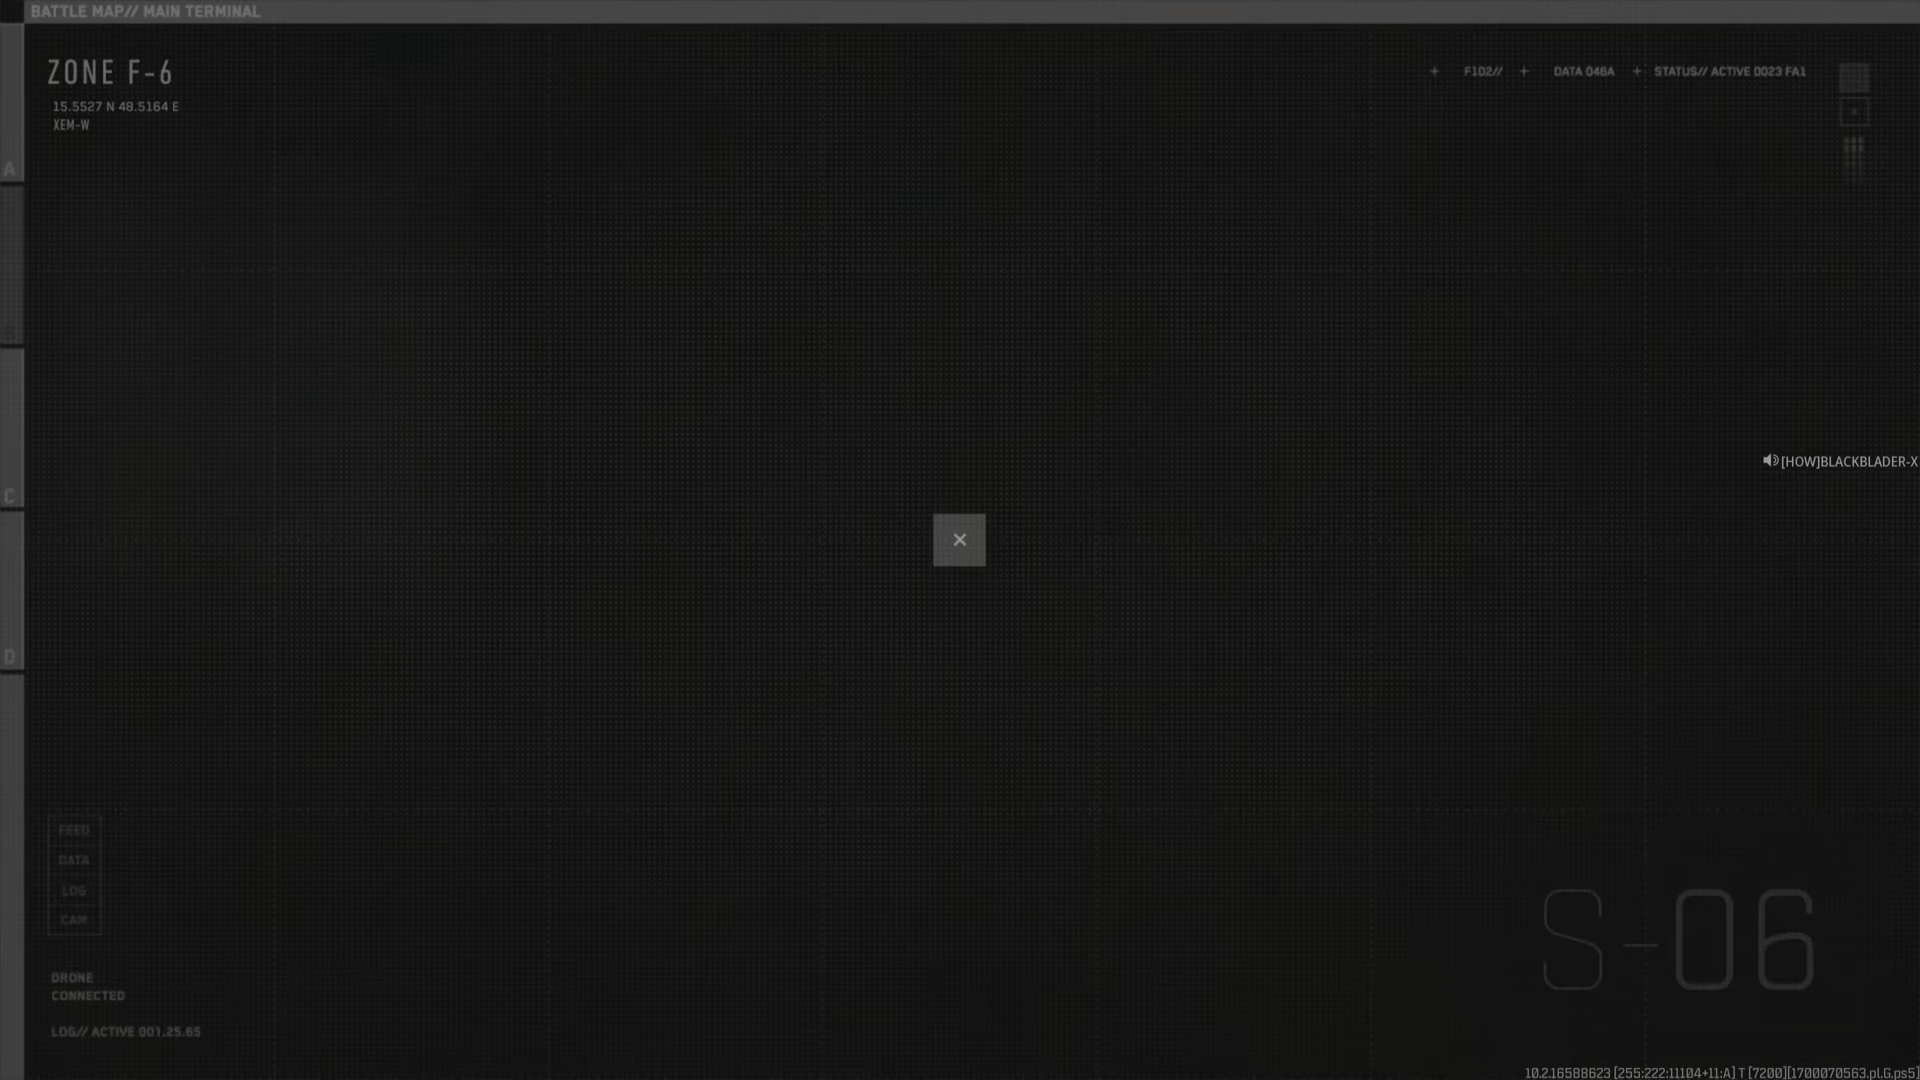 BATTLE MAP// MAIN TERMINAL
ZONE F-6
15.5527 N 48.5164 E
XEM-W
+ F102// + DATA 046A + STATUS// ACTIVE 0023 FA1
A
B
C
D
[HOW]BLACKBLADER-X
FEED
DATA
LOG
CAM
S-06
DRONE
CONNECTED
LOG// ACTIVE 001.25.65
10.2.16588623 [255:222:11104+11:A] T [7200][1700070563.pl.G.ps5]